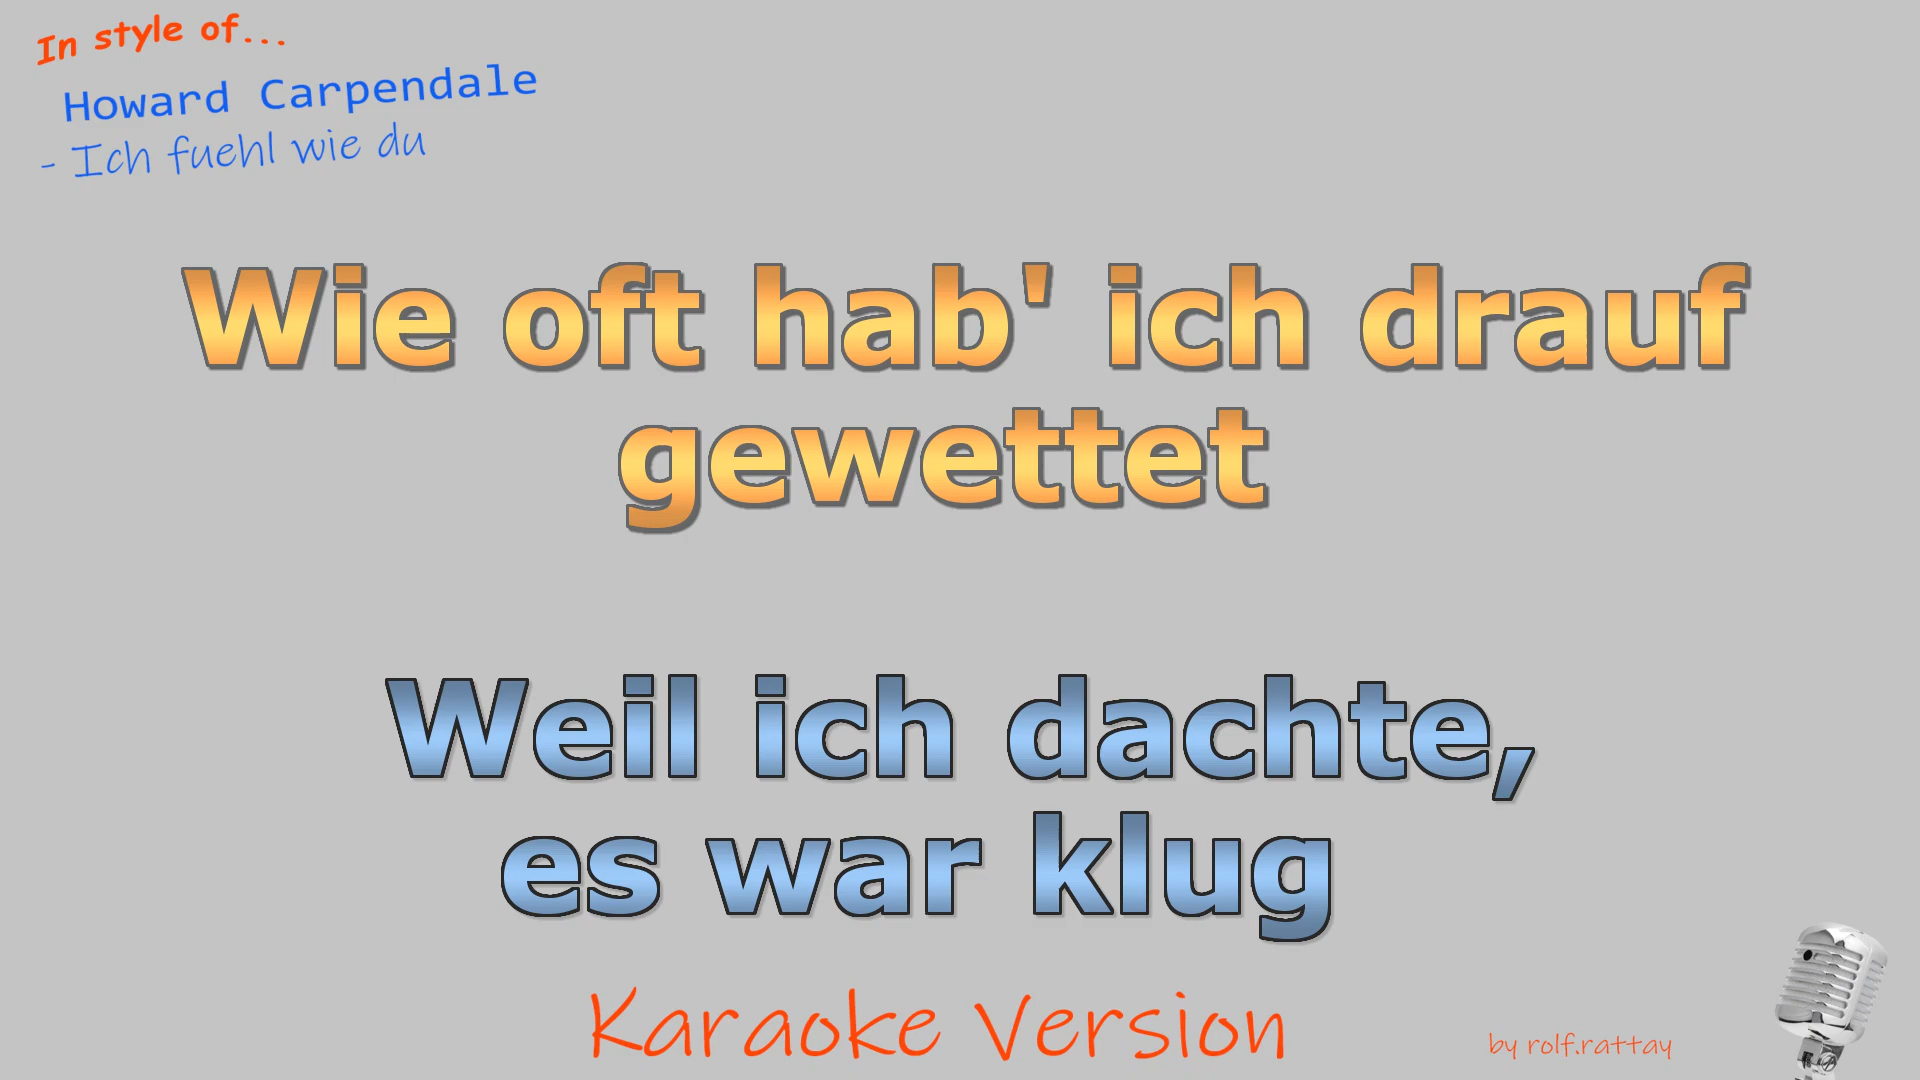 In style of...
Howard Carpendale
- Ich fuehl wie du
Wie oft hab' ich drauf
gewettet
Weil ich dachte,
es war klug
Karaoke Version
by rolf.rattay